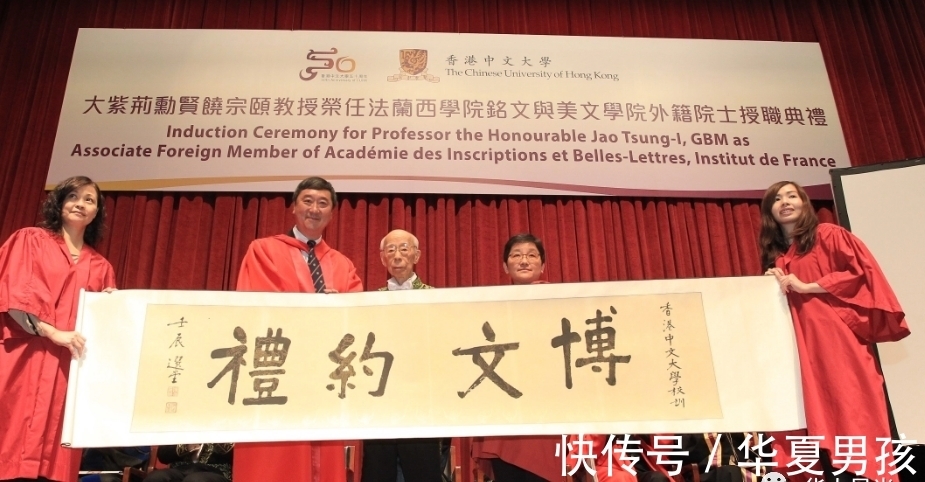 香港中文大學
The Chinese University of Hong Kong
大紫荊勳賢饒宗頤教授榮任法蘭西學院銘文與美文學院外籍院士授職典禮
Induction Ceremony for Professor the Honourable Jao Tsung-I, GBM as
Associate Foreign Member of Académie des Inscriptions et Belles-Lettres, Institut de France
香港中文大學校訓
博文約禮
壬辰 選堂
快传号 / 华夏男孩